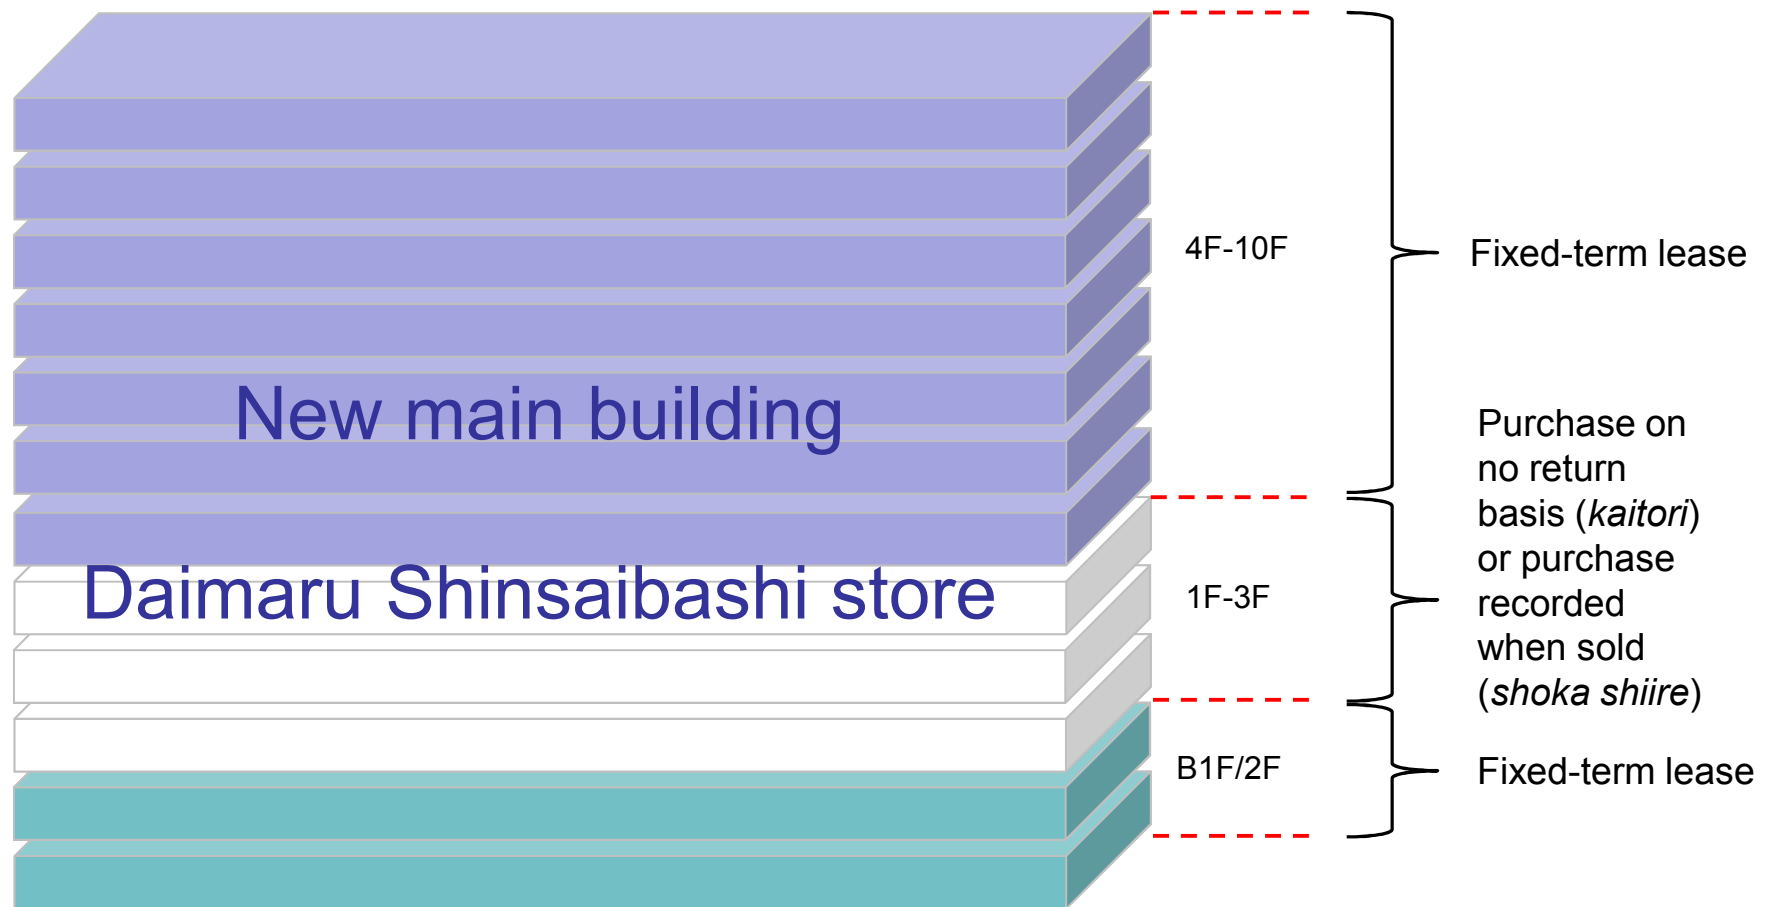 4F-10F
Fixed-term lease
New main building
Daimaru Shinsaibashi store
1F-3F
Purchase on
no return
basis (kaitori)
or purchase
recorded
when sold
(shoka shiire)
B1F/2F
Fixed-term lease